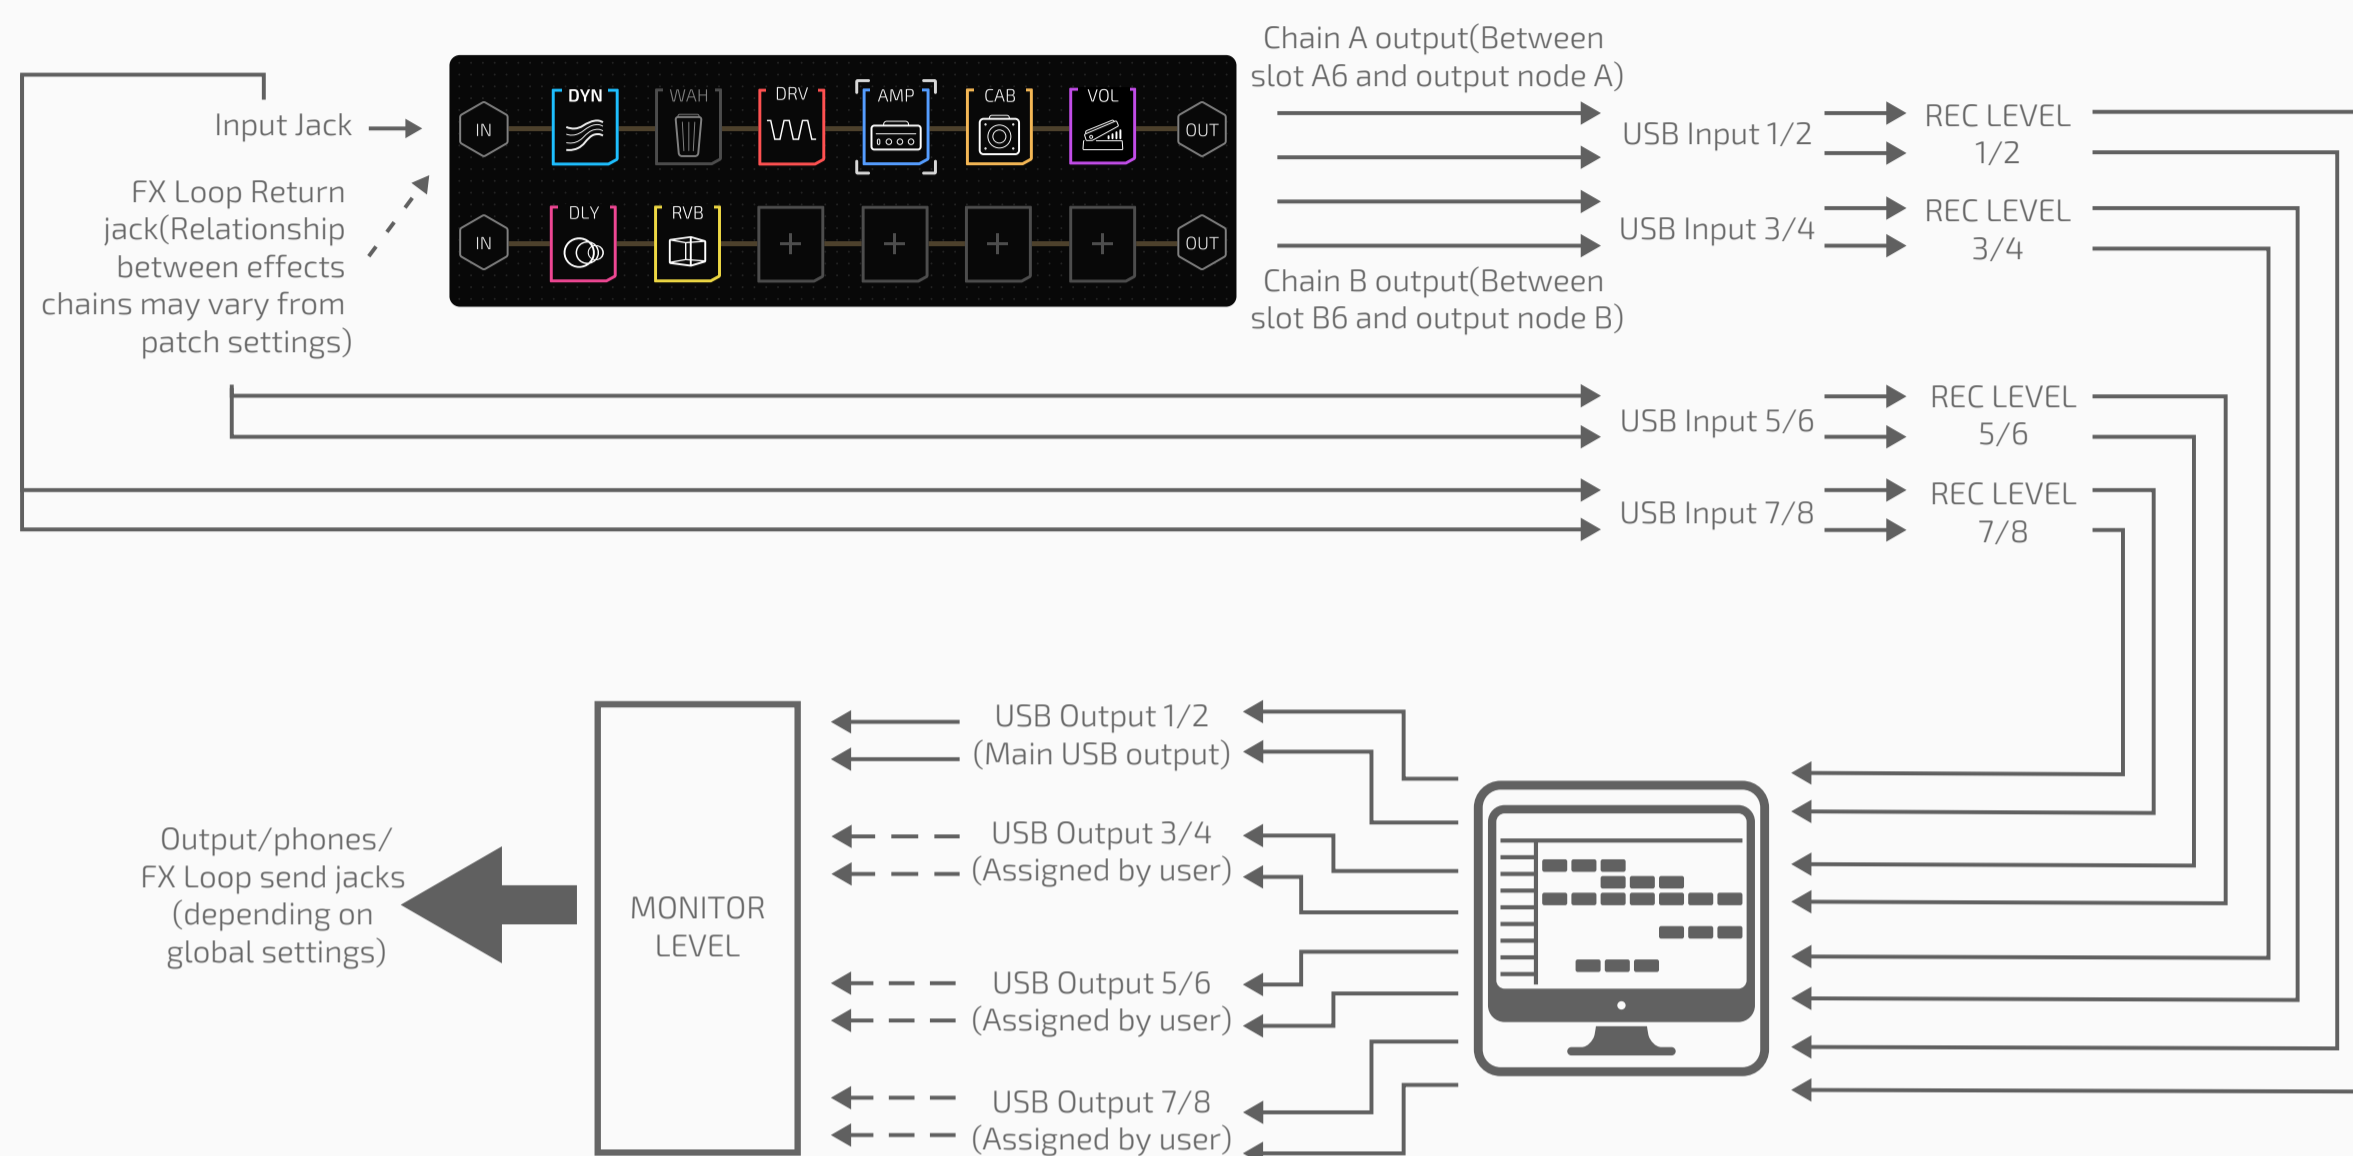 Chain A output(Between
slot A6 and output node A)
Input Jack
FX Loop Return
jack(Relationship
between effects
chains may vary from
patch settings)
IN
DYN
WAH
DRV
AMP
CAB
VOL
OUT
IN
DLY
RVB
+
+
+
+
OUT
USB Input 1/2
REC LEVEL
1/2
USB Input 3/4
REC LEVEL
3/4
Chain B output(Between
slot B6 and output node B)
USB Input 5/6
REC LEVEL
5/6
USB Input 7/8
REC LEVEL
7/8
USB Output 1/2
(Main USB output)
USB Output 3/4
(Assigned by user)
USB Output 5/6
(Assigned by user)
USB Output 7/8
(Assigned by user)
MONITOR
LEVEL
Output/phones/
FX Loop send jacks
(depending on
global settings)